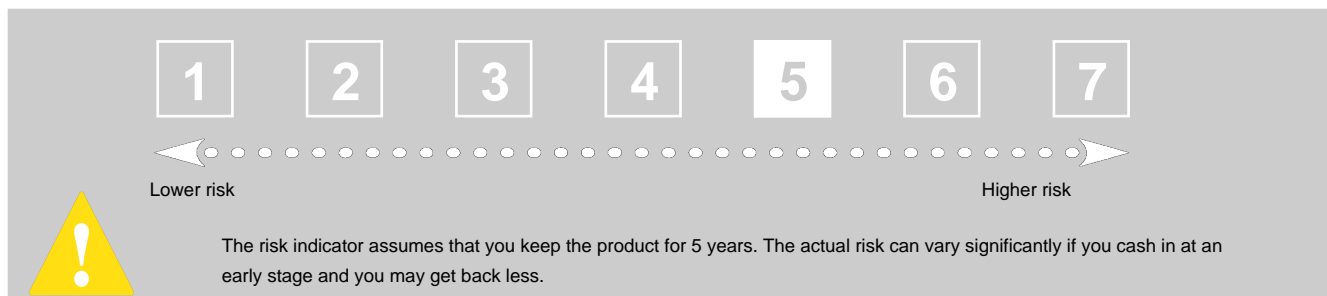 1 2 3 4 5 6 7
Lower risk Higher risk
!
The risk indicator assumes that you keep the product for 5 years. The actual risk can vary significantly if you cash in at an
early stage and you may get back less.